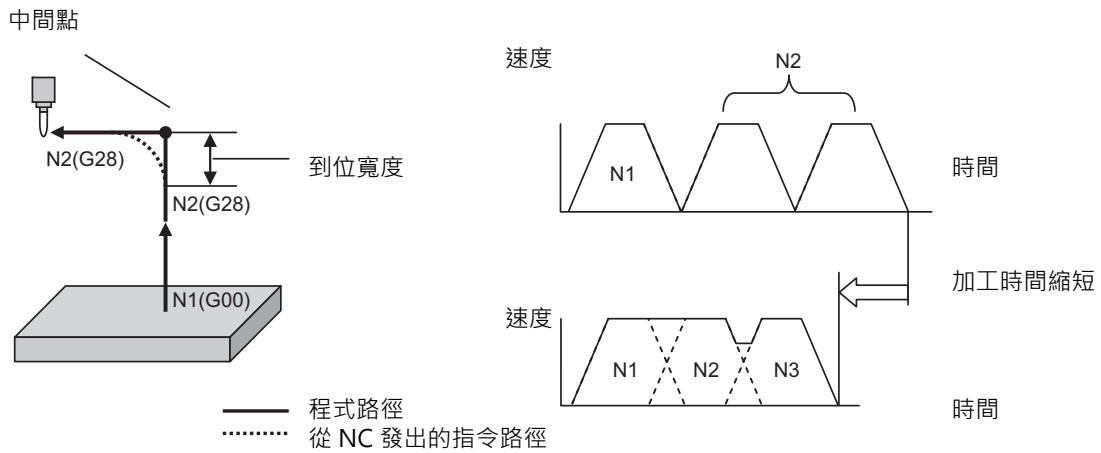 中間點
N2(G28)
到位寬度
N2(G28)
N1(G00)
程式路徑
從 NC 發出的指令路徑
速度
N2
N1
時間
加工時間縮短
速度
N1
N2
N3
時間